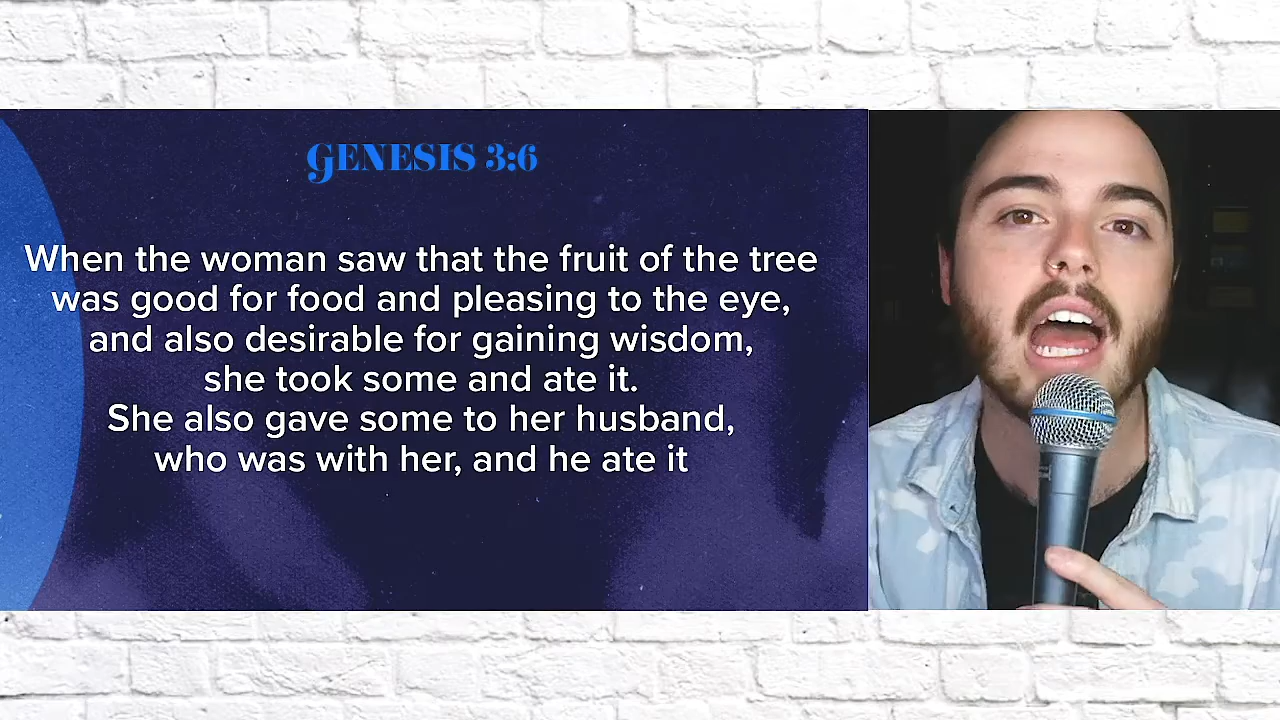 GENESIS 3:6
When the woman saw that the fruit of the tree
was good for food and pleasing to the eye,
and also desirable for gaining wisdom,
she took some and ate it.
She also gave some to her husband,
who was with her, and he ate it